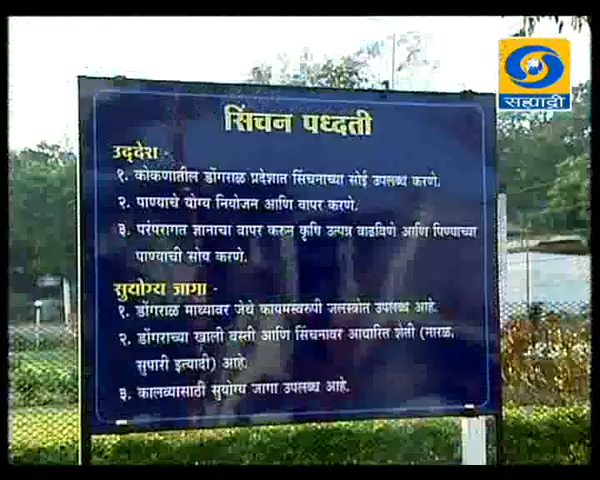 सह्याद्री
सिंचन पध्दती
उद्देश -
१. कोकणातील डोंगराळ प्रदेशात सिंचनाच्या सोई उपलब्ध करणे.
२. पाण्याचे योग्य नियोजन आणि वापर करणे.
३. परंपरागत ज्ञानाचा वापर करुन कृषि उत्पन्न वाढविणे आणि पिण्याच्या
पाण्याची सोय करणे.
सुयोग्य जागा -
१. डोंगराळ माथ्यावर जेथे कायमस्वरुपी जलस्त्रोत उपलब्ध आहे.
२. डोंगराच्या खाली वस्ती आणि सिंचनावर आधारित शेती (नारळ,
सुपारी इत्यादी) आहे.
३. कालव्यासाठी सुयोग्य जागा उपलब्ध आहे.